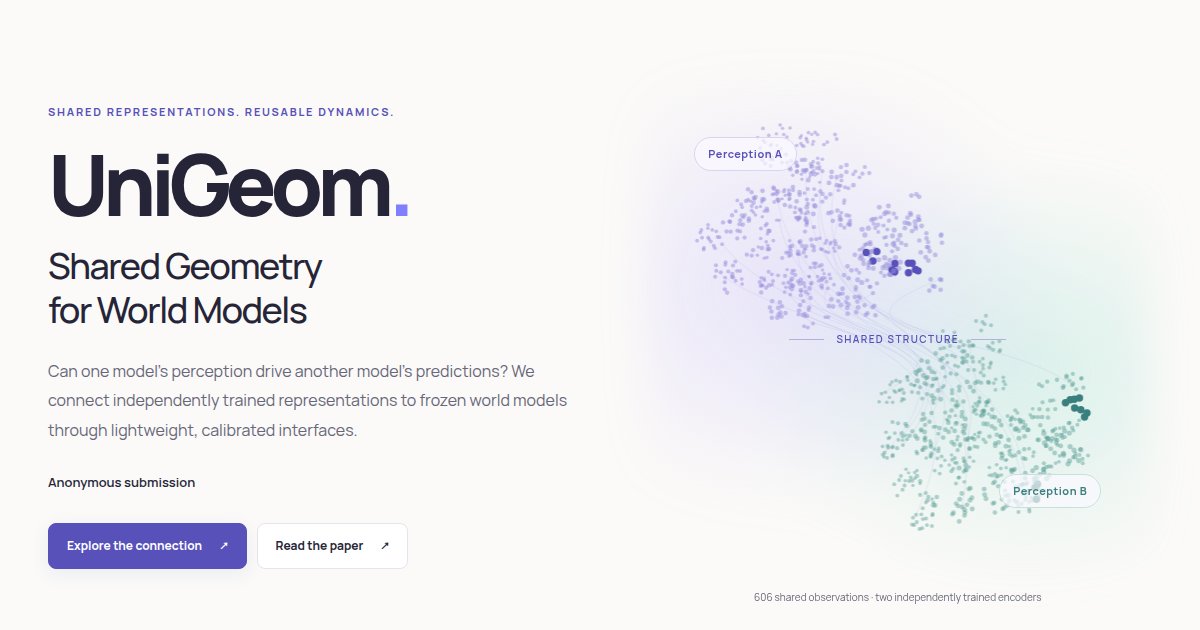 SHARED REPRESENTATIONS. REUSABLE DYNAMICS.
UniGeom.
Shared Geometry
for World Models
Can one model's perception drive another model's predictions? We
connect independently trained representations to frozen world models
through lightweight, calibrated interfaces.
Anonymous submission
Explore the connection ↗
Read the paper ↗
Perception A
SHARED STRUCTURE
Perception B
606 shared observations · two independently trained encoders